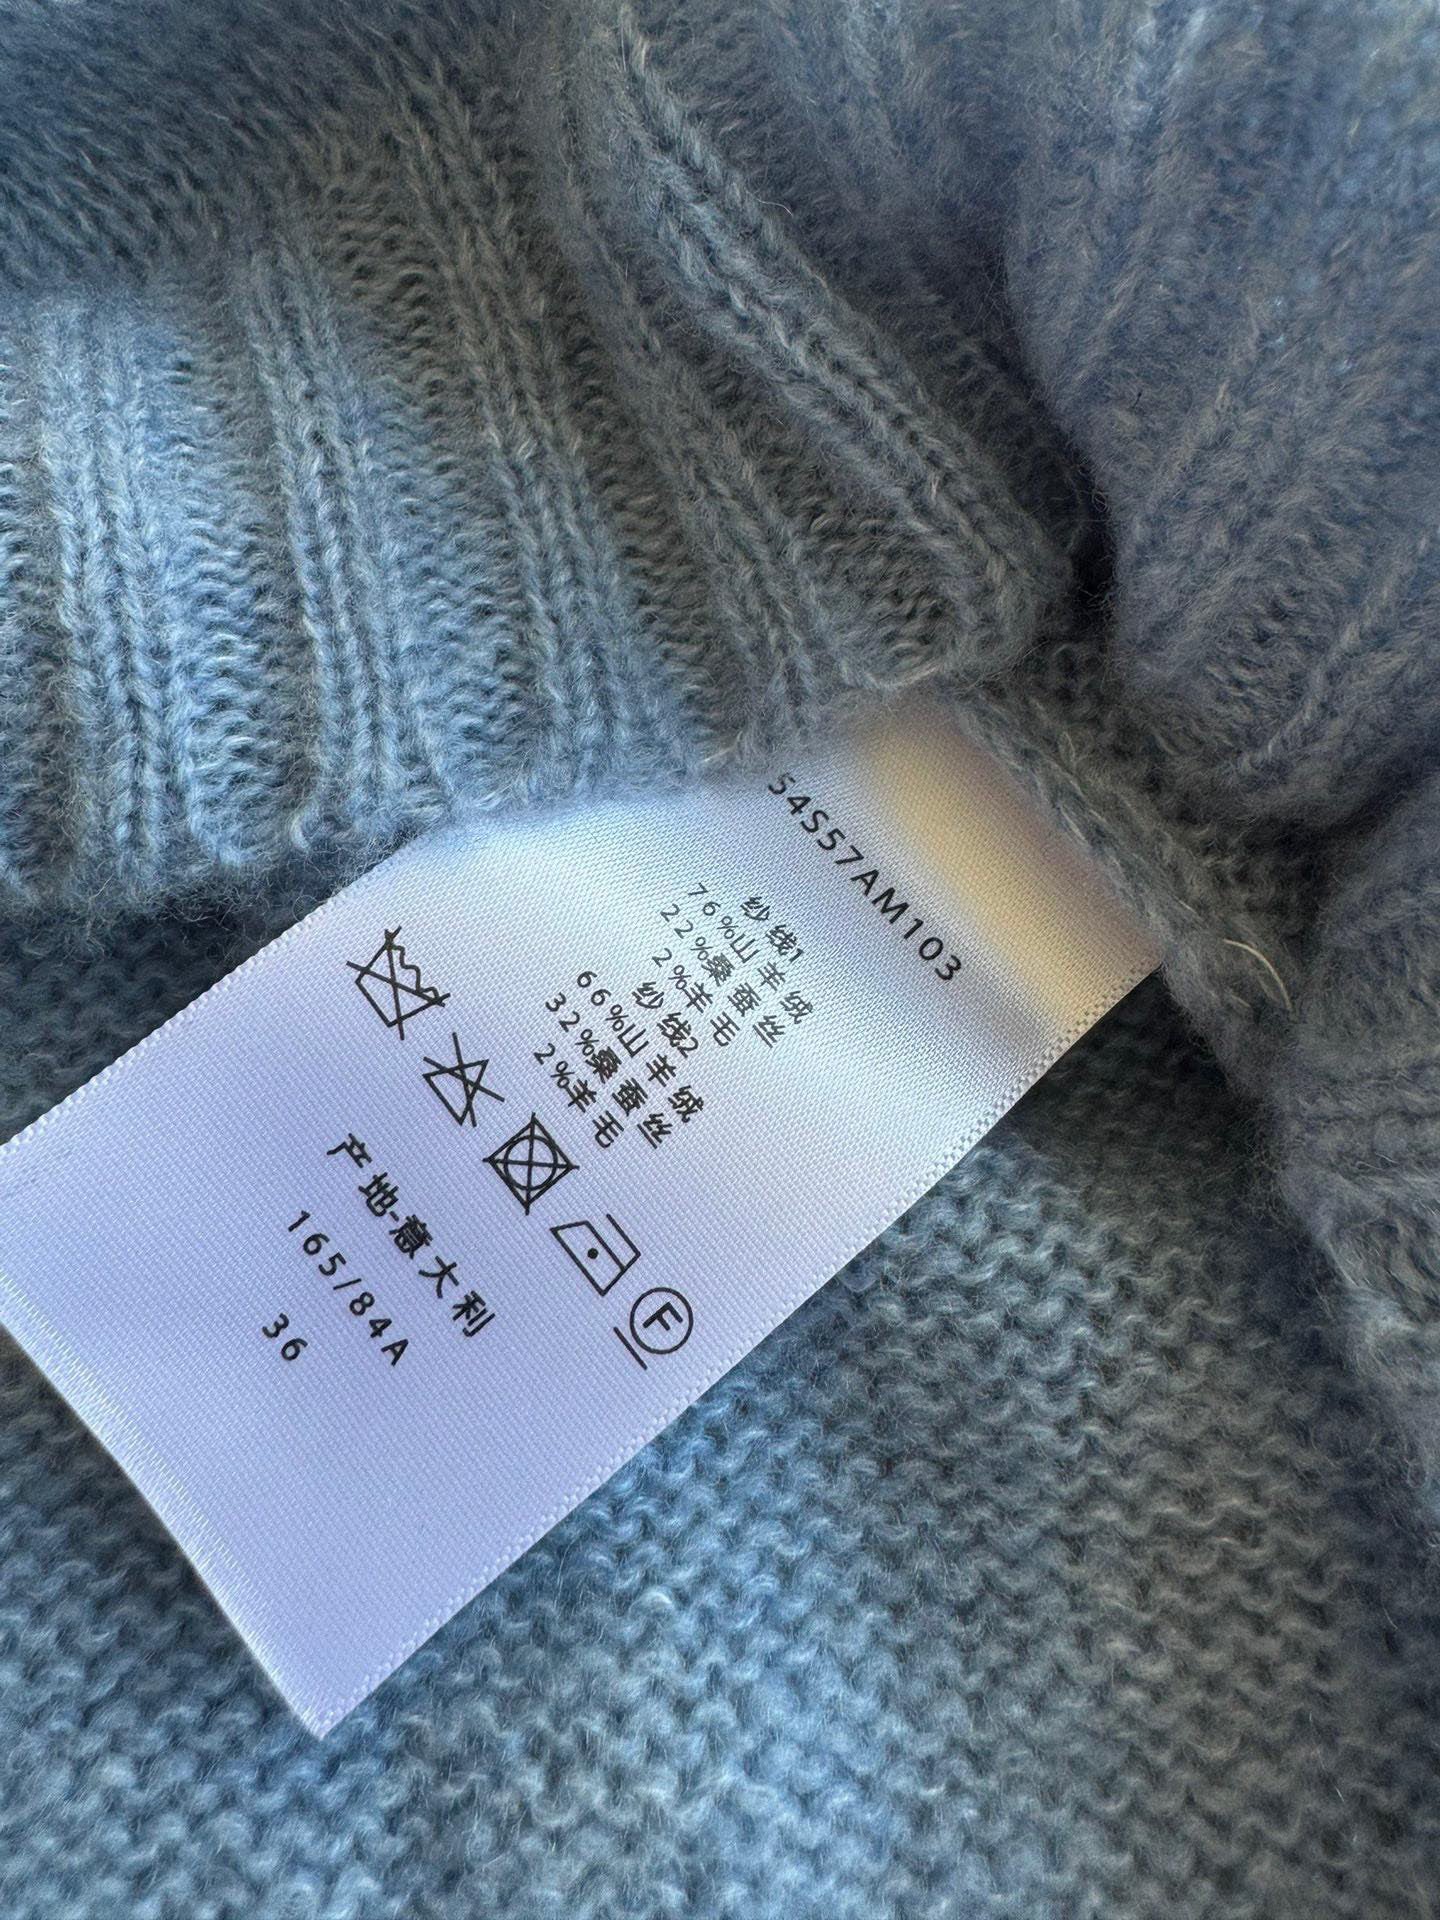 54S57AM103
纱线1
76%山羊绒
22%桑蚕丝
2%羊毛
纱线2
66%山羊绒
32%桑蚕丝
2%羊毛
F
产地-意大利
165/84A
36